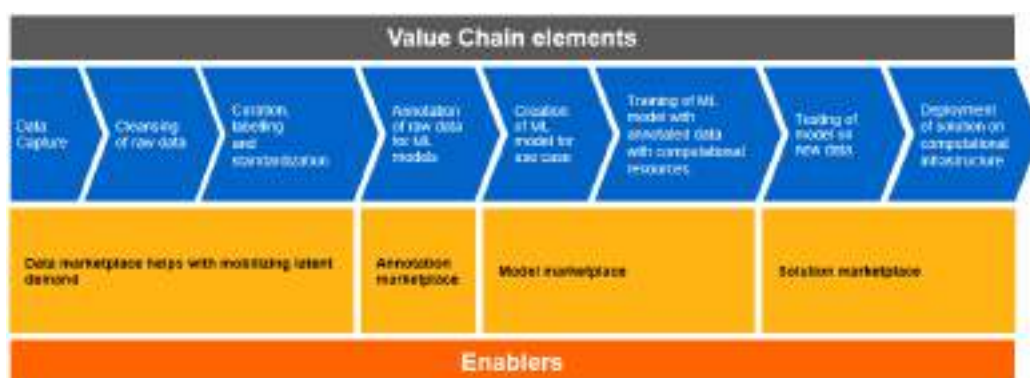 Value Chain elements
Data
Capture
Cleansing
of raw data
Curation,
labelling
and
standardization
Annotation
of raw data
for ML
models
Creation
of ML
model for
use case
Training of ML
model with
annotated data
with computational
resources
Testing of
model on
new data
Deployment
of solution on
computational
infrastructure
Data marketplace helps with mobilizing latent
demand
Annotation
marketplace
Model marketplace
Solution marketplace
Enablers